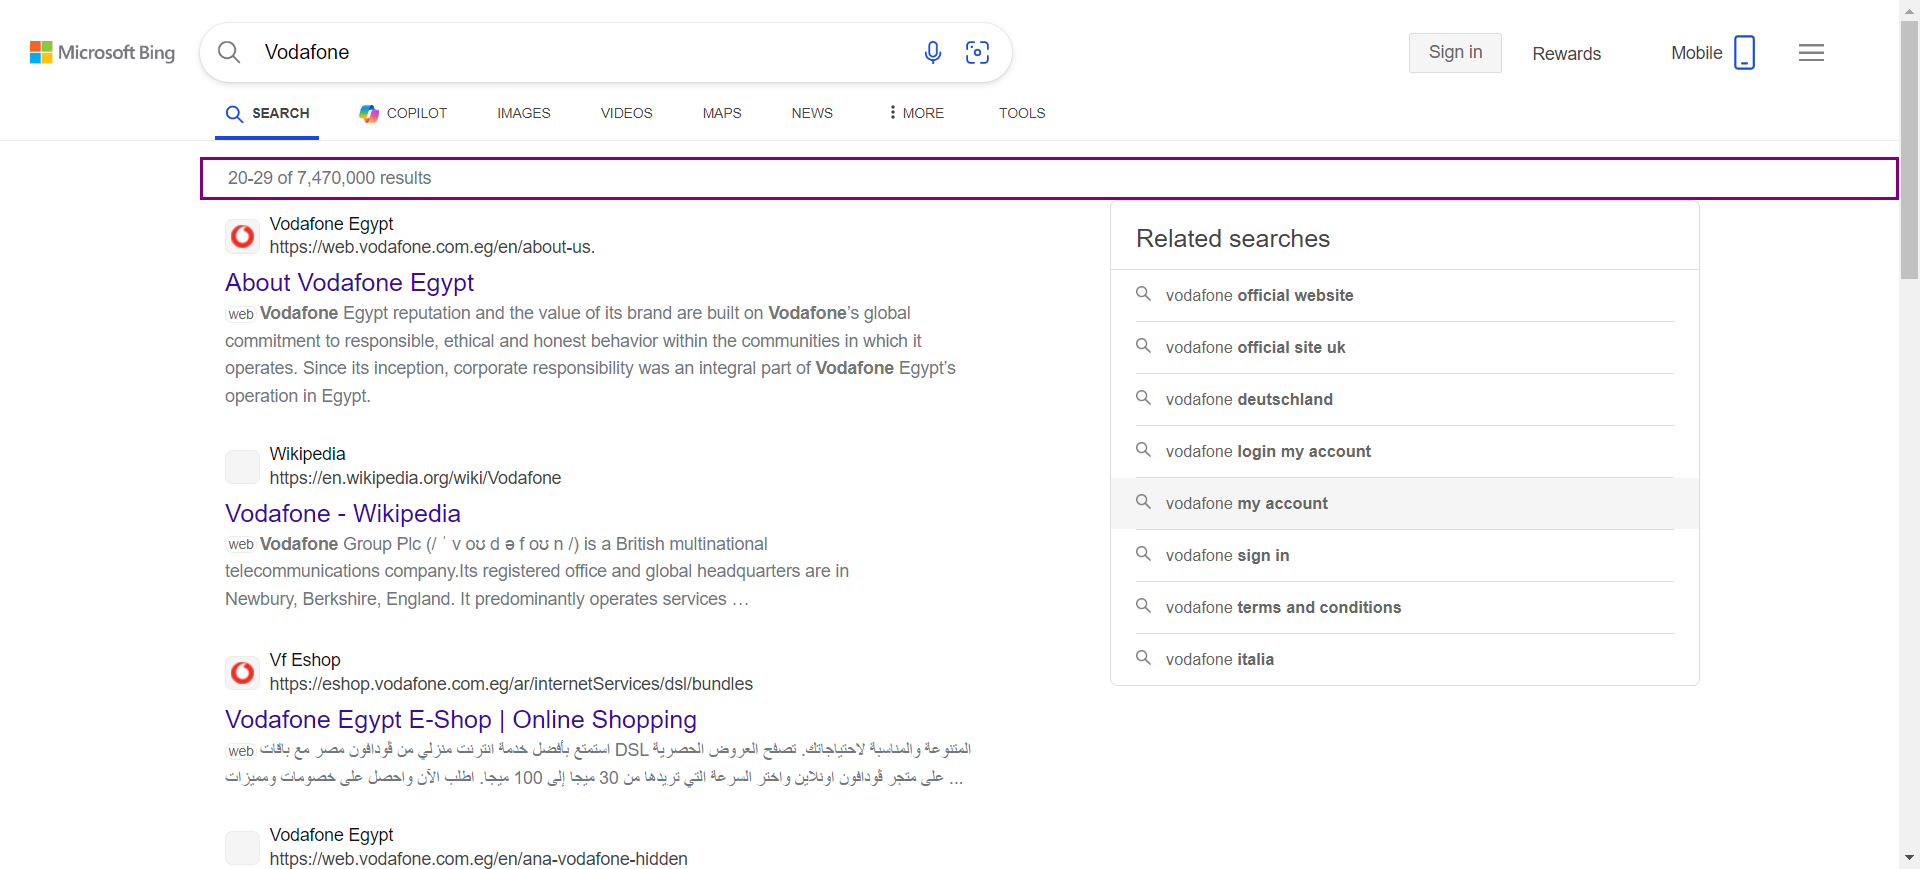 Microsoft Bing
Vodafone
Sign in
Rewards
Mobile
SEARCH
COPILOT
IMAGES
VIDEOS
MAPS
NEWS
MORE
TOOLS
20-29 of 7,470,000 results
Vodafone Egypt
https://web.vodafone.com.eg/en/about-us.
About Vodafone Egypt
web Vodafone Egypt reputation and the value of its brand are built on Vodafone’s global
commitment to responsible, ethical and honest behavior within the communities in which it
operates. Since its inception, corporate responsibility was an integral part of Vodafone Egypt’s
operation in Egypt.
Wikipedia
https://en.wikipedia.org/wiki/Vodafone
Vodafone - Wikipedia
web Vodafone Group Plc (/ ˈ v oʊ d ə f oʊ n /) is a British multinational
telecommunications company.Its registered office and global headquarters are in
Newbury, Berkshire, England. It predominantly operates services …
Vf Eshop
https://eshop.vodafone.com.eg/ar/internetServices/dsl/bundles
Vodafone Egypt E-Shop | Online Shopping
web استمتع بأفضل خدمة انترنت منزلي من ڤودافون مصر مع باقات DSL المتنوعة والمناسبة لاحتياجاتك. تصفح العروض الحصرية
على متجر ڤودافون اونلاين واختر السرعة التي تريدها من 30 ميجا إلى 100 ميجا. اطلب الآن واحصل على خصومات ومميزات ...
Vodafone Egypt
https://web.vodafone.com.eg/en/ana-vodafone-hidden
Related searches
vodafone official website
vodafone official site uk
vodafone deutschland
vodafone login my account
vodafone my account
vodafone sign in
vodafone terms and conditions
vodafone italia